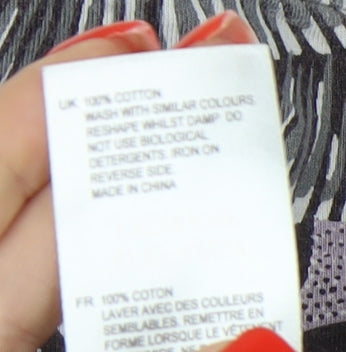 UK 100% COTTON
WASH WITH SIMILAR COLOURS.
RESHAPE WHILST DAMP. DO
NOT USE BIOLOGICAL
DETERGENTS. IRON ON
REVERSE SIDE.
MADE IN CHINA
FR 100% COTON
LAVER AVEC DES COULEURS
SEMBLABLES. REMETTRE EN
FORME LORSQUE LE VÊTEMENT